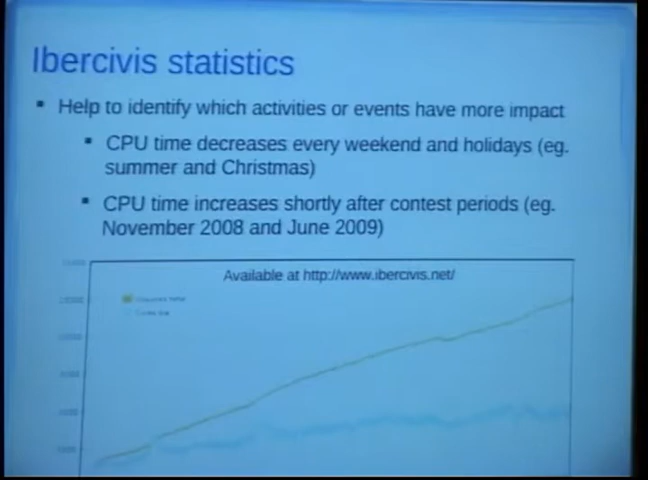 Ibercivis statistics
Help to identify which activities or events have more impact
CPU time decreases every weekend and holidays (eg.
summer and Christmas)
CPU time increases shortly after contest periods (eg.
November 2008 and June 2009)
Available at http://www.ibercivis.net/